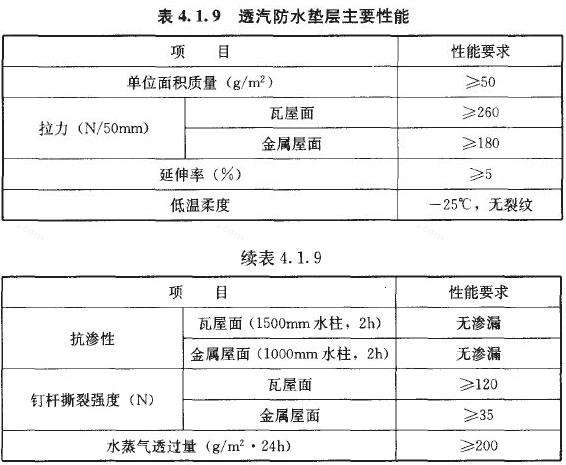 表 4.1.9 透汽防水垫层主要性能
项 目 性能要求
单位面积质量（g/m²） ≥50
拉力（N/50mm） 瓦屋面 ≥260
金属屋面 ≥180
延伸率（%） ≥5
低温柔度 －25℃，无裂纹
续表 4.1.9
项 目 性能要求
抗渗性 瓦屋面（1500mm 水柱，2h） 无渗漏
金属屋面（1000mm 水柱，2h） 无渗漏
钉杆撕裂强度（N） 瓦屋面 ≥120
金属屋面 ≥35
水蒸气透过量（g/m²·24h） ≥200